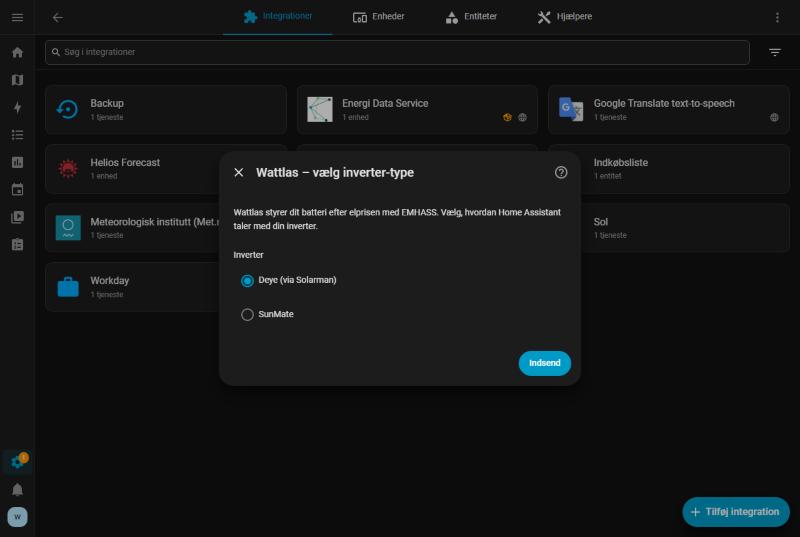 Integrationer
Enheder
Entiteter
Hjælpere
Søg i integrationer
Backup
1 tjeneste
Energi Data Service
1 enhed
Google Translate text-to-speech
1 tjeneste
Helios Forecast
1 enhed
Indkøbsliste
1 entitet
Meteorologisk institutt (Met.n
1 tjeneste
Sol
1 tjeneste
Workday
1 tjeneste
Wattlas – vælg inverter-type
Wattlas styrer dit batteri efter elprisen med EMHASS. Vælg, hvordan Home Assistant
taler med din inverter.
Inverter
Deye (via Solarman)
SunMate
Indsend
1
W
Tilføj integration